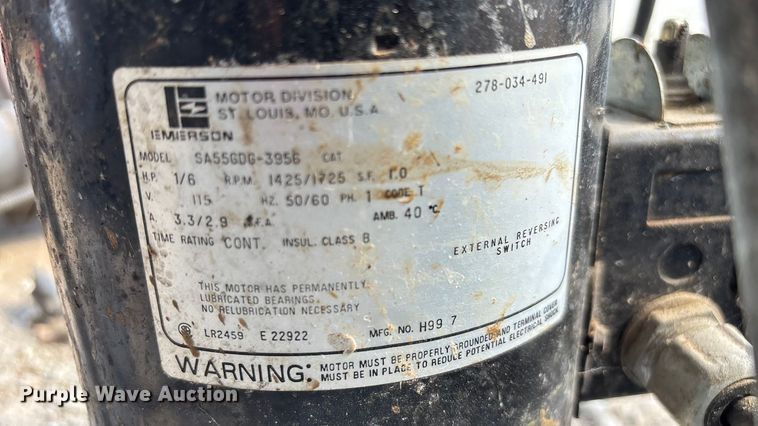 278-034-491
MOTOR DIVISION
ST. LOUIS, MO. U.S.A.
EMERSON
MODEL SA55GDG-3956 CAT.
H.P. 1/6 R.P.M. 1425/1725 S.F. 1.0
V. 115 HZ. 50/60 PH. 1 CODE T
A. 3.3/2.9 S.F.A. AMB. 40 °C
TIME RATING CONT. INSUL. CLASS B
EXTERNAL REVERSING
SWITCH
THIS MOTOR HAS PERMANENTLY
LUBRICATED BEARINGS.
NO RELUBRICATION NECESSARY
LR2459 E 22922 MFG. NO. H99 7
WARNING: MOTOR MUST BE PROPERLY GROUNDED AND TERMINAL COVER
MUST BE IN PLACE TO REDUCE POTENTIAL ELECTRICAL SHOCK.
Purple Wave Auction